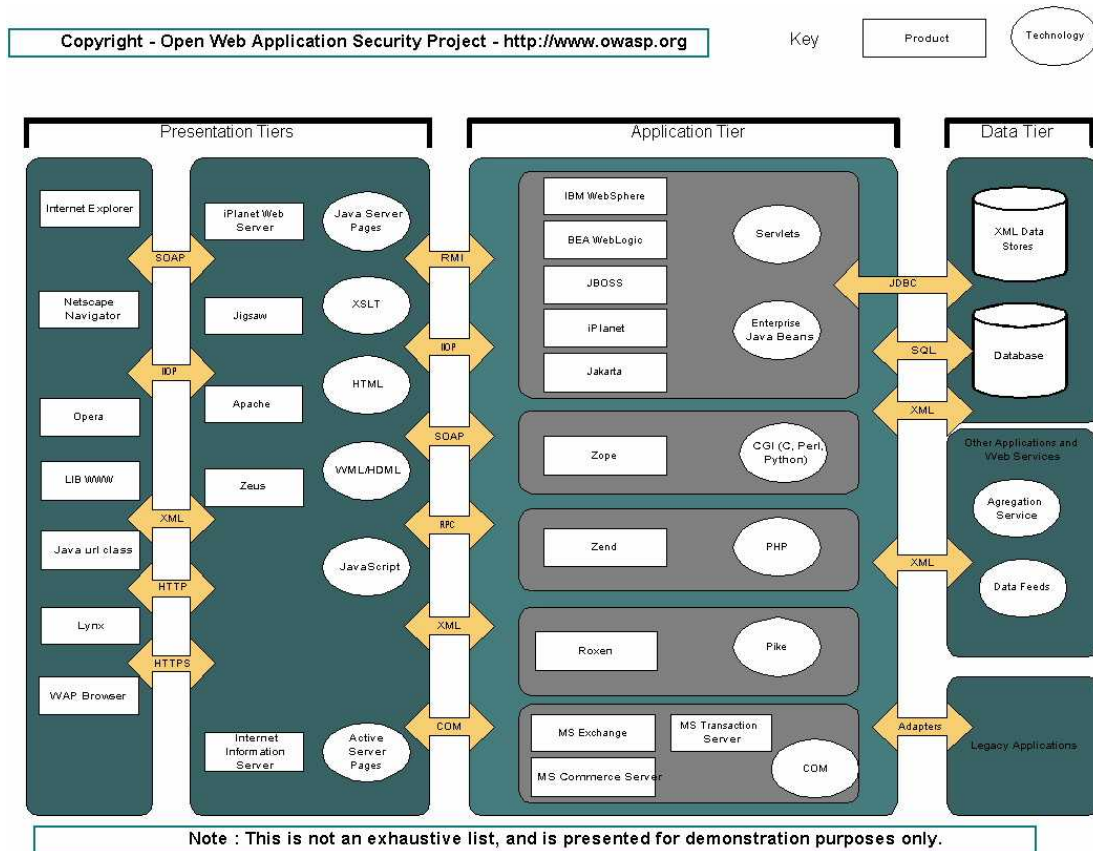 Copyright - Open Web Application Security Project - http://www.owasp.org
Key
Product
Technology
Presentation Tiers
Application Tier
Data Tier
Internet Explorer
Netscape
Navigator
Opera
LIB WWW
Java url class
Lynx
WAP Browser
SOAP
IIOP
XML
HTTP
HTTPS
iPlanet Web
Server
Jigsaw
Apache
Zeus
Internet
Information
Server
Java Server
Pages
XSLT
HTML
WML/HDML
JavaScript
Active
Server
Pages
RMI
IIOP
SOAP
RPC
XML
COM
IBM WebSphere
BEA WebLogic
JBOSS
iPlanet
Jakarta
Servlets
Enterprise
Java Beans
Zope
CGI (C, Perl,
Python)
Zend
PHP
Roxen
Pike
MS Exchange
MS Transaction
Server
MS Commerce Server
COM
JDBC
SQL
XML
XML
Adapters
XML Data
Stores
Database
Other Applications and
Web Services
Agregation
Service
Data Feeds
Legacy Applications
Note : This is not an exhaustive list, and is presented for demonstration purposes only.